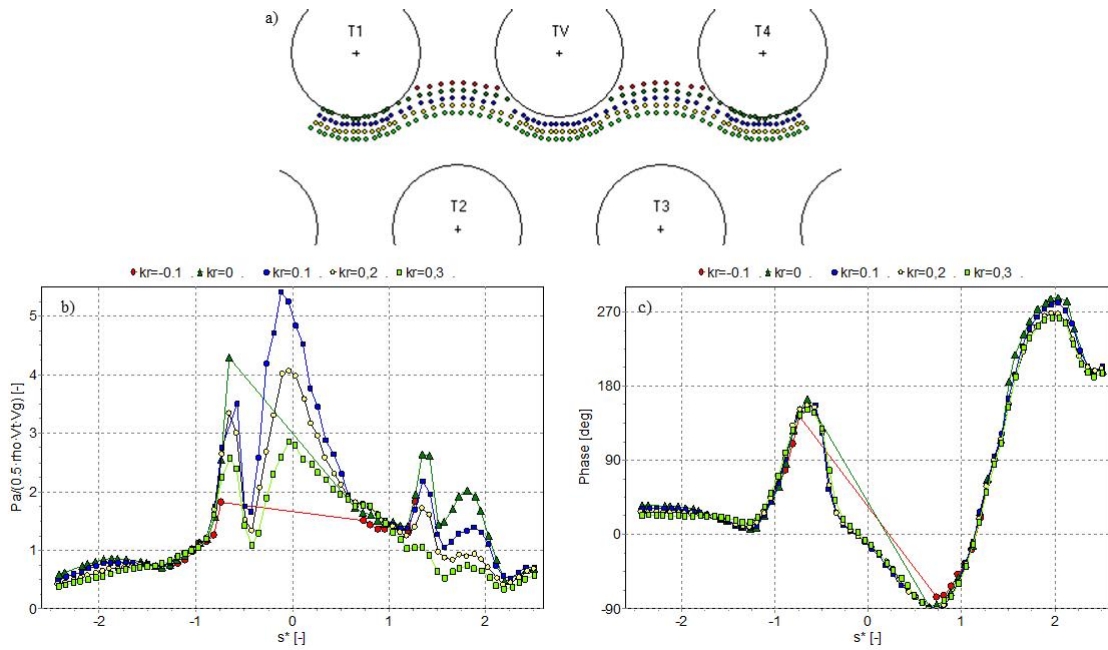 a)
T1 TV T4
T2 T3
kr=-0.1 . kr=0 . kr=0.1 . kr=0,2 . kr=0,3 .
b)
Pa/(0.5·rho·Vt·Vg) [-]
5
4
3
2
1
0
-2 -1 0 1 2
s* [-]
kr=-0.1 . kr=0 . kr=0.1 . kr=0,2 . kr=0,3 .
c)
Phase [deg]
270
180
90
0
-90
-2 -1 0 1 2
s* [-]